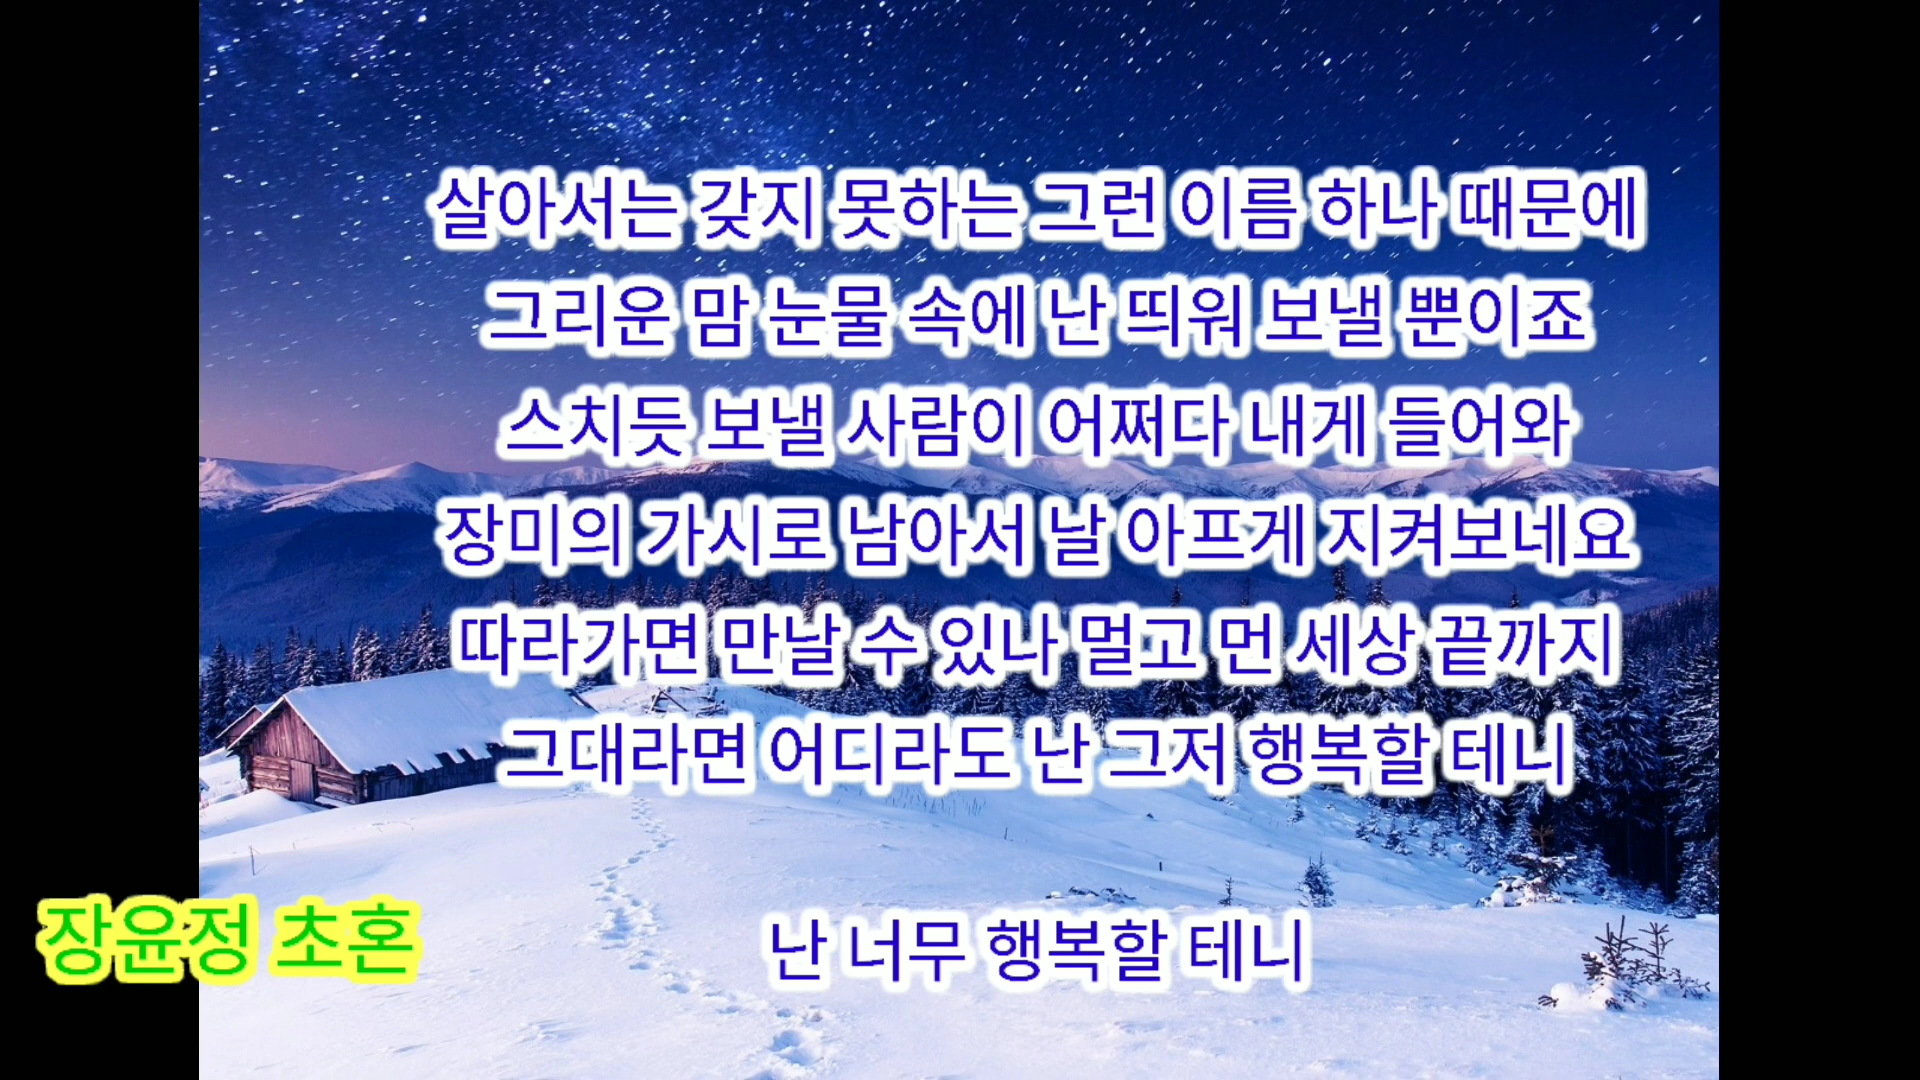 살아서는 갖지 못하는 그런 이름 하나 때문에
그리운 맘 눈물 속에 난 띄워 보낼 뿐이죠
스치듯 보낼 사람이 어쩌다 내게 들어와
장미의 가시로 남아서 날 아프게 지켜보네요
따라가면 만날 수 있나 멀고 먼 세상 끝까지
그대라면 어디라도 난 그저 행복할 테니
난 너무 행복할 테니
장윤정 초혼